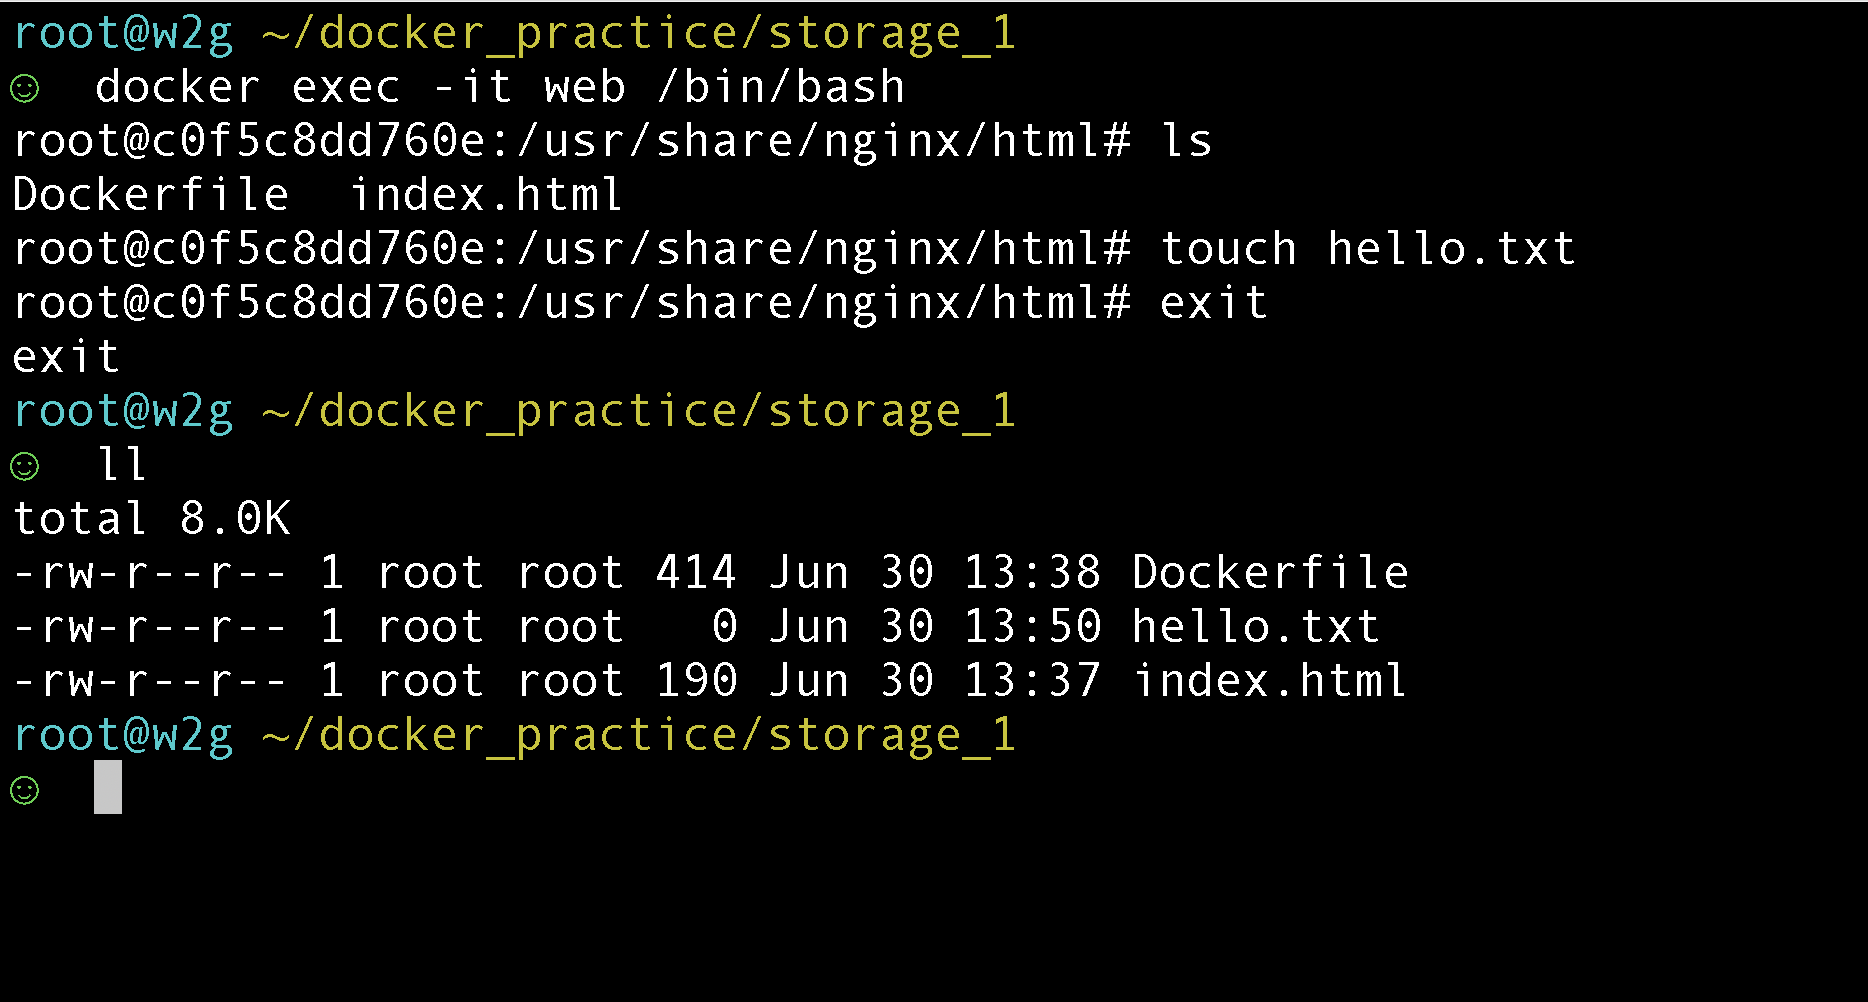 root@w2g ~/docker_practice/storage_1
☺  docker exec -it web /bin/bash
root@c0f5c8dd760e:/usr/share/nginx/html# ls
Dockerfile  index.html
root@c0f5c8dd760e:/usr/share/nginx/html# touch hello.txt
root@c0f5c8dd760e:/usr/share/nginx/html# exit
exit
root@w2g ~/docker_practice/storage_1
☺  ll
total 8.0K
-rw-r--r-- 1 root root 414 Jun 30 13:38 Dockerfile
-rw-r--r-- 1 root root   0 Jun 30 13:50 hello.txt
-rw-r--r-- 1 root root 190 Jun 30 13:37 index.html
root@w2g ~/docker_practice/storage_1
☺